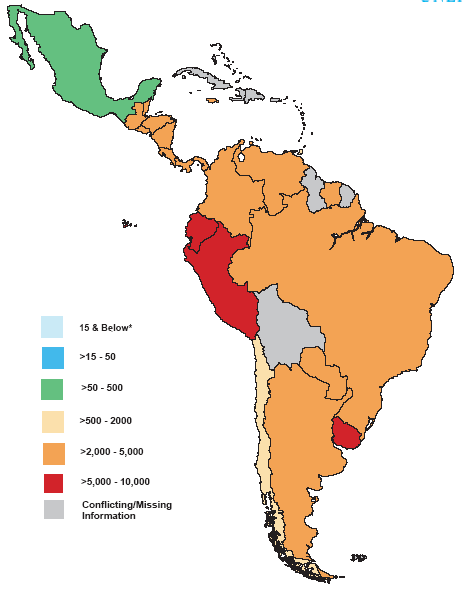 15 & Below*
>15 - 50
>50 - 500
>500 - 2000
>2,000 - 5,000
>5,000 - 10,000
Conflicting/Missing
Information